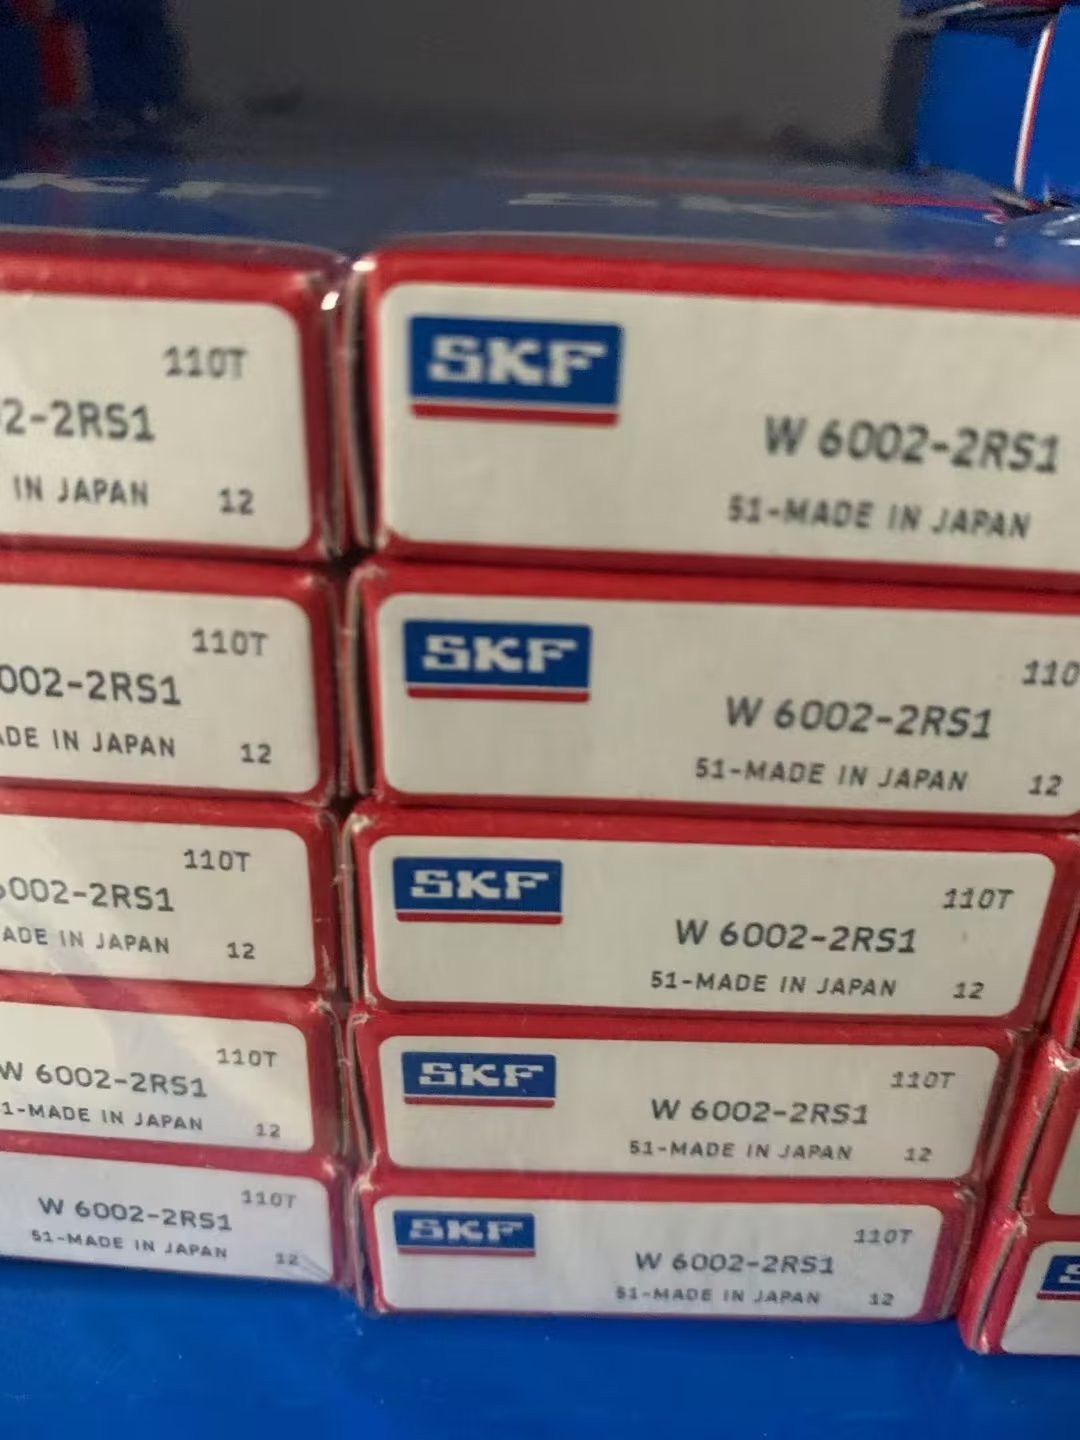 110T
2-2RS1
IN JAPAN 12
SKF
W 6002-2RS1
51-MADE IN JAPAN
110T
002-2RS1
DE IN JAPAN 12
SKF
110
W 6002-2RS1
51-MADE IN JAPAN 12
110T
6002-2RS1
ADE IN JAPAN 12
SKF
110T
W 6002-2RS1
51-MADE IN JAPAN 12
110T
W 6002-2RS1
1-MADE IN JAPAN 12
SKF
110T
W 6002-2RS1
51-MADE IN JAPAN 12
110T
W 6002-2RS1
51-MADE IN JAPAN 12
SKF
110T
W 6002-2RS1
51-MADE IN JAPAN 12
S